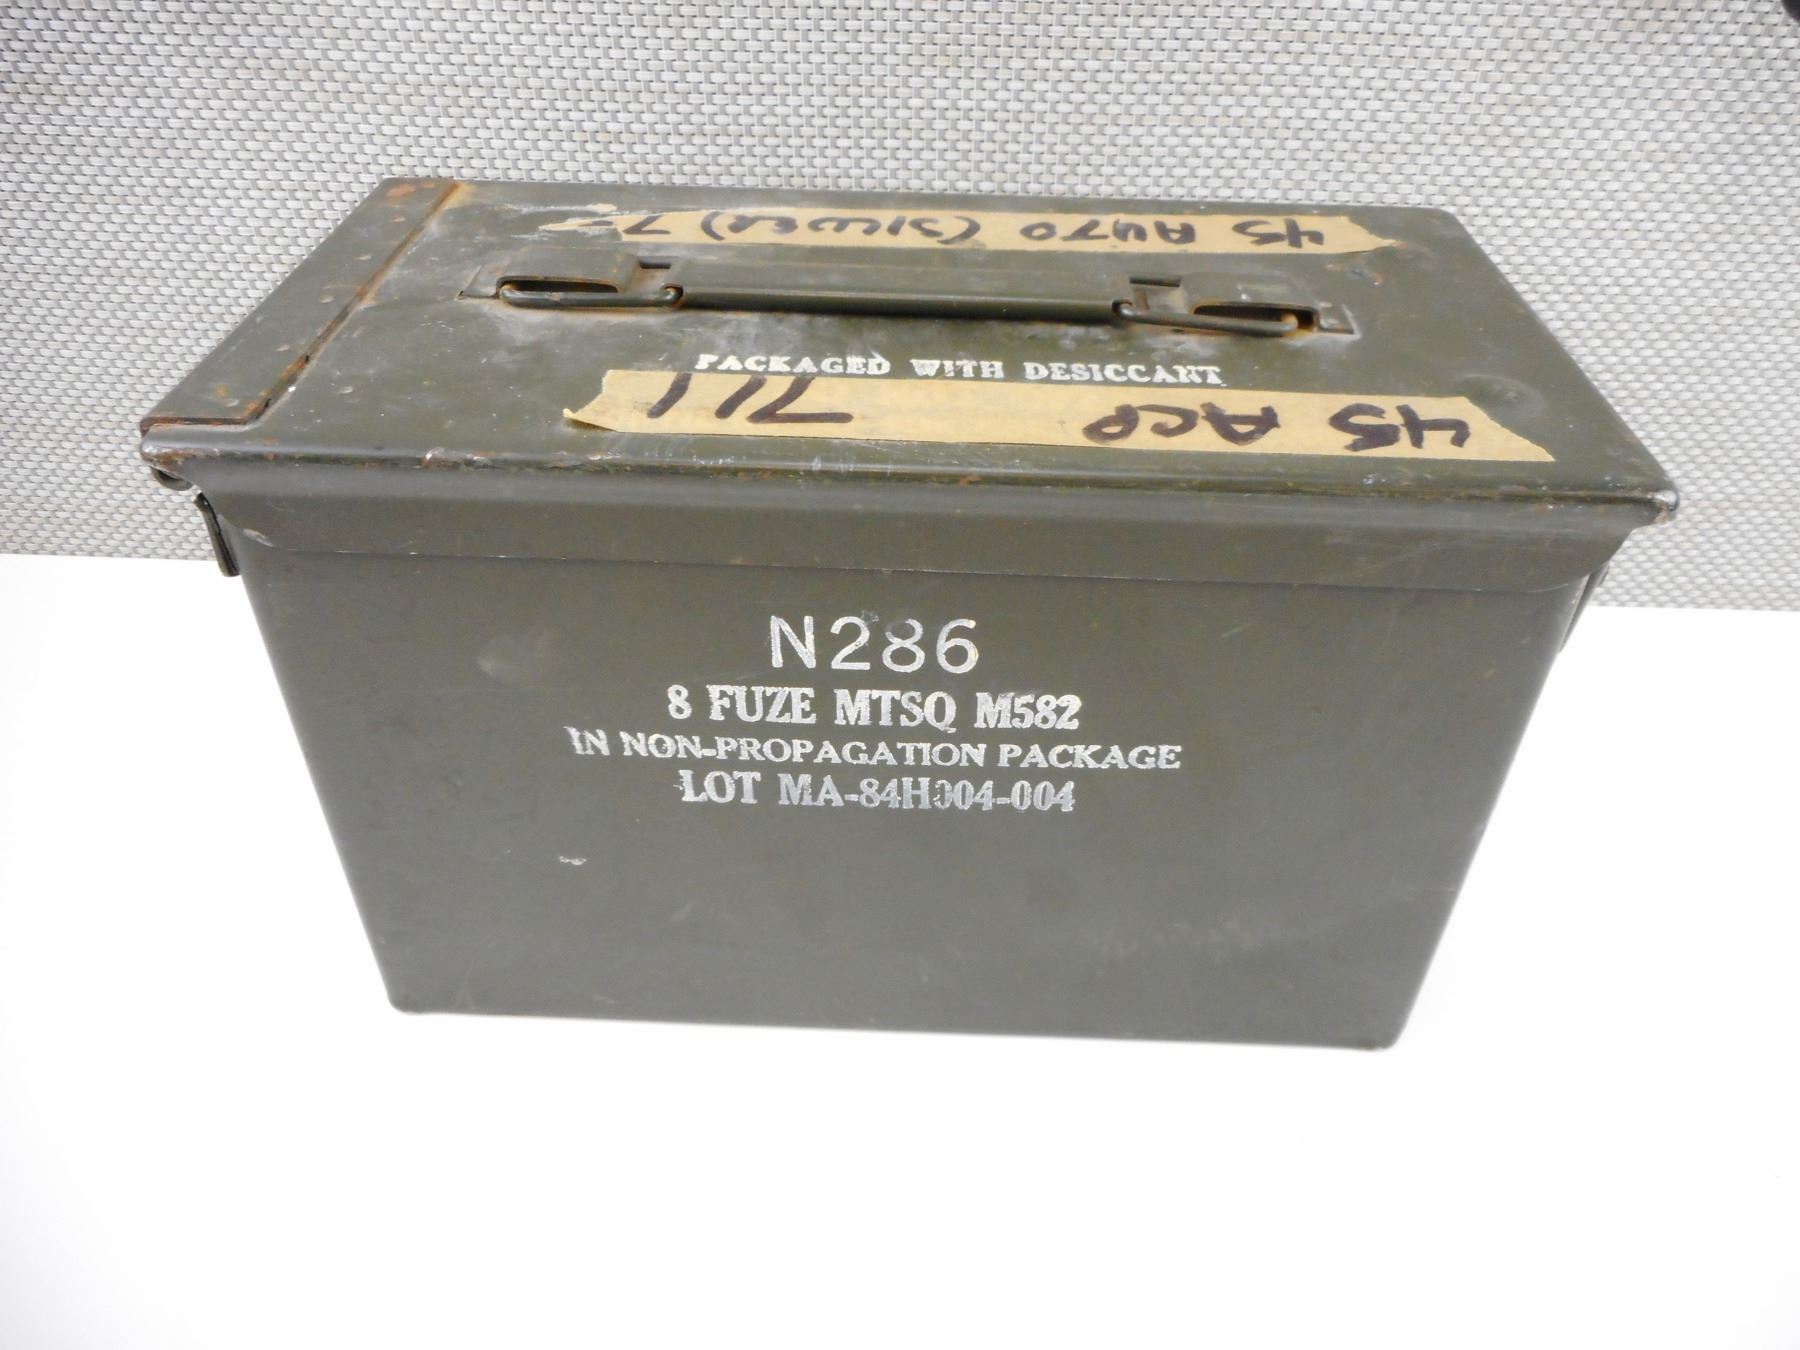 45 AUTO (SILVER)
PACKAGED WITH DESICCANT
45 ACP 711
N286
8 FUZE MTSQ M582
IN NON-PROPAGATION PACKAGE
LOT MA-84H004-004